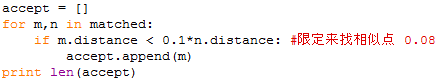 accept = []
for m,n in matched:
    if m.distance < 0.1*n.distance: #限定来找相似点 0.08
        accept.append(m)
print len(accept)